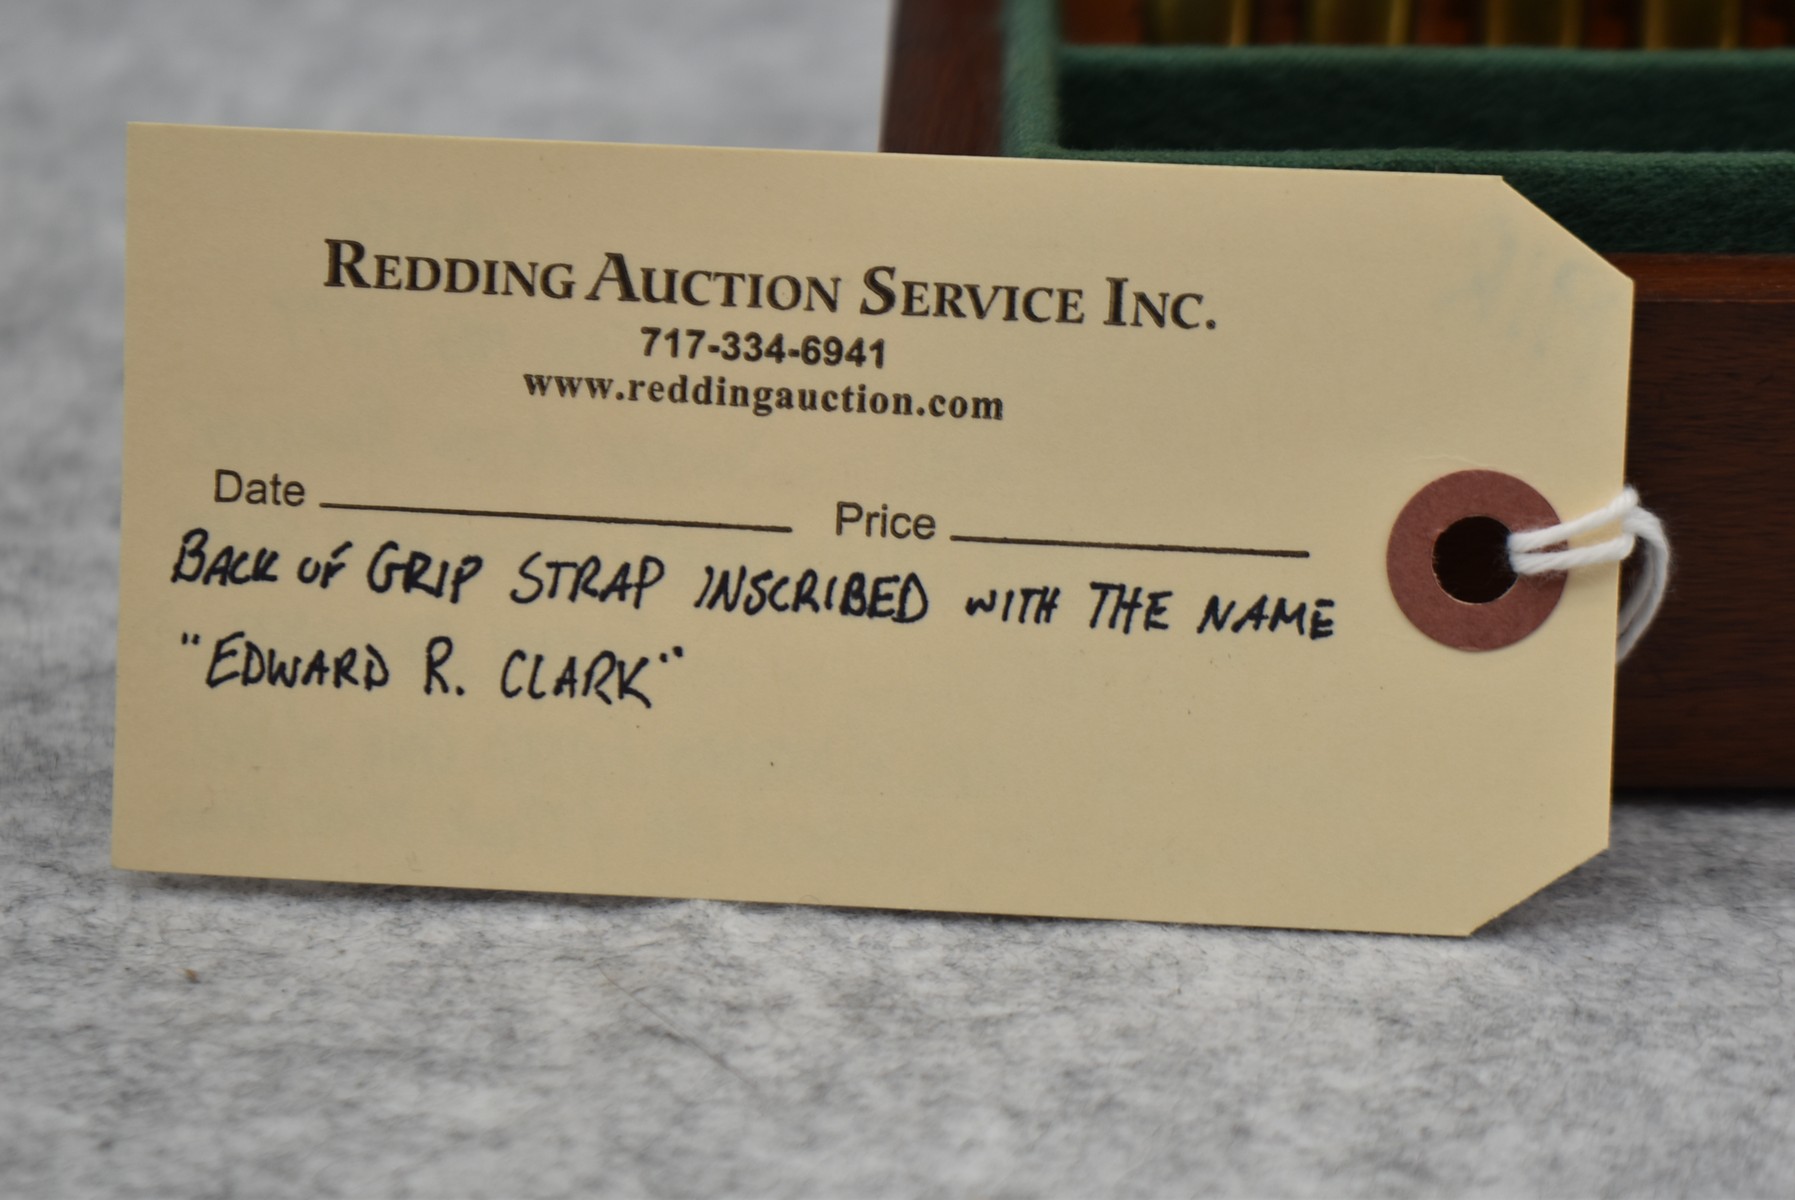 REDDING AUCTION SERVICE INC.
717-334-6941
www.reddingauction.com
Date Price
BACK OF GRIP STRAP INSCRIBED WITH THE NAME
"EDWARD R. CLARK"